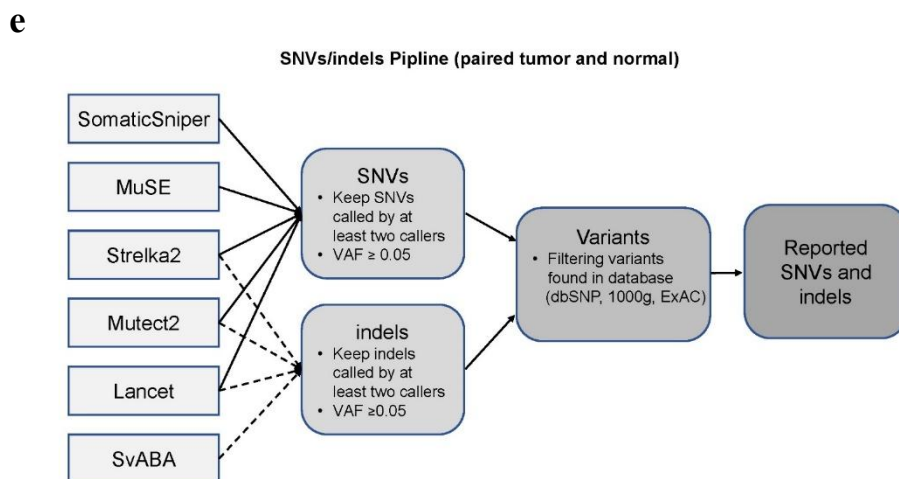 e
SNVs/indels Pipline (paired tumor and normal)
SomaticSniper
MuSE
Strelka2
Mutect2
Lancet
SvABA
SNVs
• Keep SNVs
called by at
least two callers
• VAF ≥ 0.05
indels
• Keep indels
called by at
least two callers
• VAF ≥0.05
Variants
• Filtering variants
found in database
(dbSNP, 1000g, ExAC)
Reported
SNVs and
indels